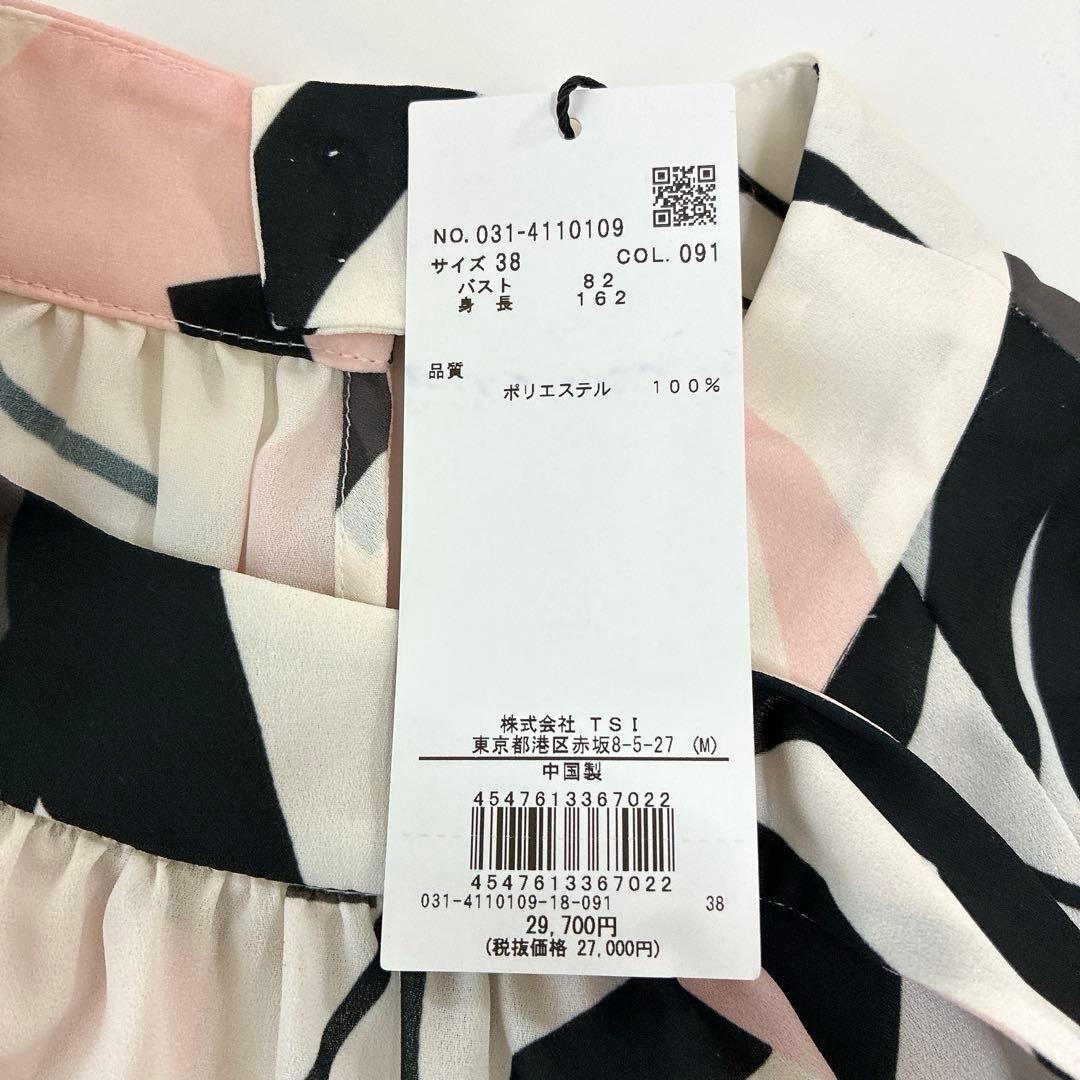 NO. 031-4110109
サイズ 38 COL. 091
バスト 82
身長 162
品質
ポリエステル 100%
株式会社 TSI
東京都港区赤坂8-5-27 (M)
中国製
4547613367022
4547613367022
031-4110109-18-091 38
29,700円
(税抜価格 27,000円)